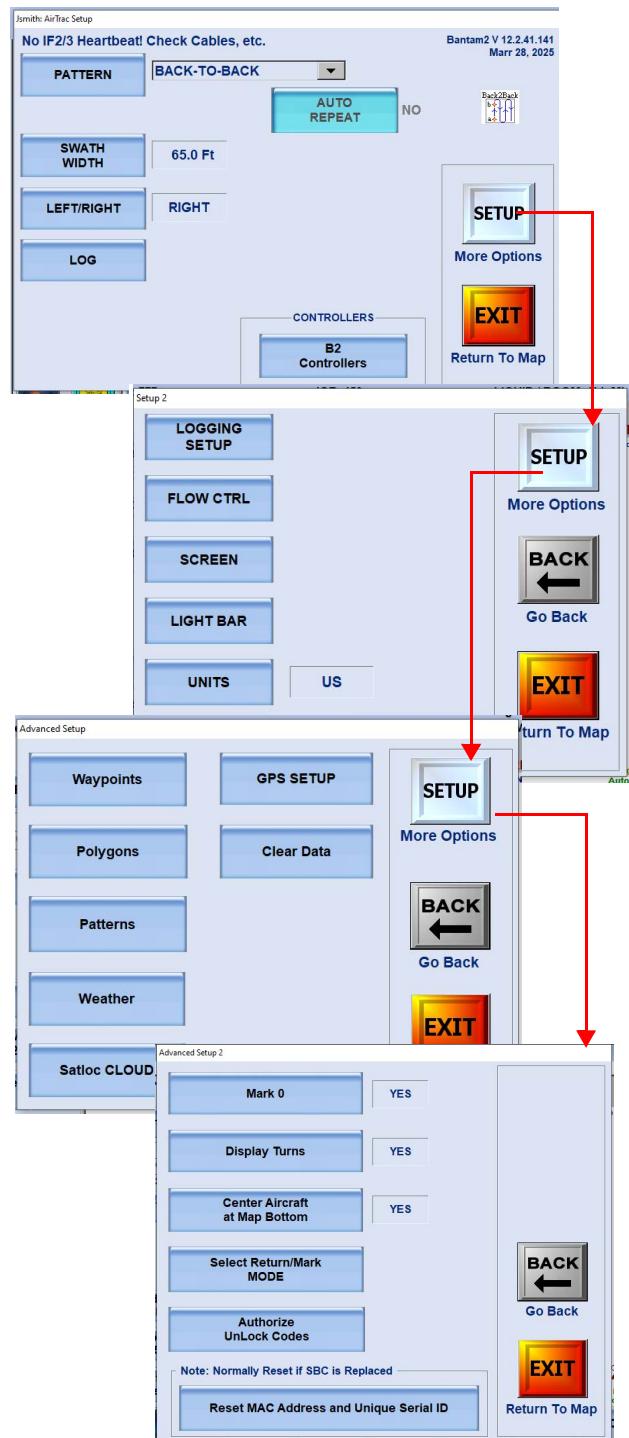 Jsmith: AirTrac Setup
No IF2/3 Heartbeat! Check Cables, etc.
Bantam2 V 12.2.41.141
Marr 28, 2025
PATTERN
BACK-TO-BACK
AUTO
REPEAT
NO
Back2Back
b
a
SWATH
WIDTH
65.0 Ft
LEFT/RIGHT
RIGHT
LOG
SETUP
More Options
EXIT
Return To Map
CONTROLLERS
B2
Controllers
Setup 2
LOGGING
SETUP
FLOW CTRL
SCREEN
LIGHT BAR
UNITS
US
SETUP
More Options
BACK
Go Back
EXIT
turn To Map
Advanced Setup
Waypoints
GPS SETUP
Polygons
Clear Data
Patterns
Weather
Satloc CLOUD
SETUP
More Options
BACK
Go Back
EXIT
Auto
Advanced Setup 2
Mark 0
YES
Display Turns
YES
Center Aircraft
at Map Bottom
YES
Select Return/Mark
MODE
Authorize
UnLock Codes
Note: Normally Reset if SBC is Replaced
Reset MAC Address and Unique Serial ID
BACK
Go Back
EXIT
Return To Map